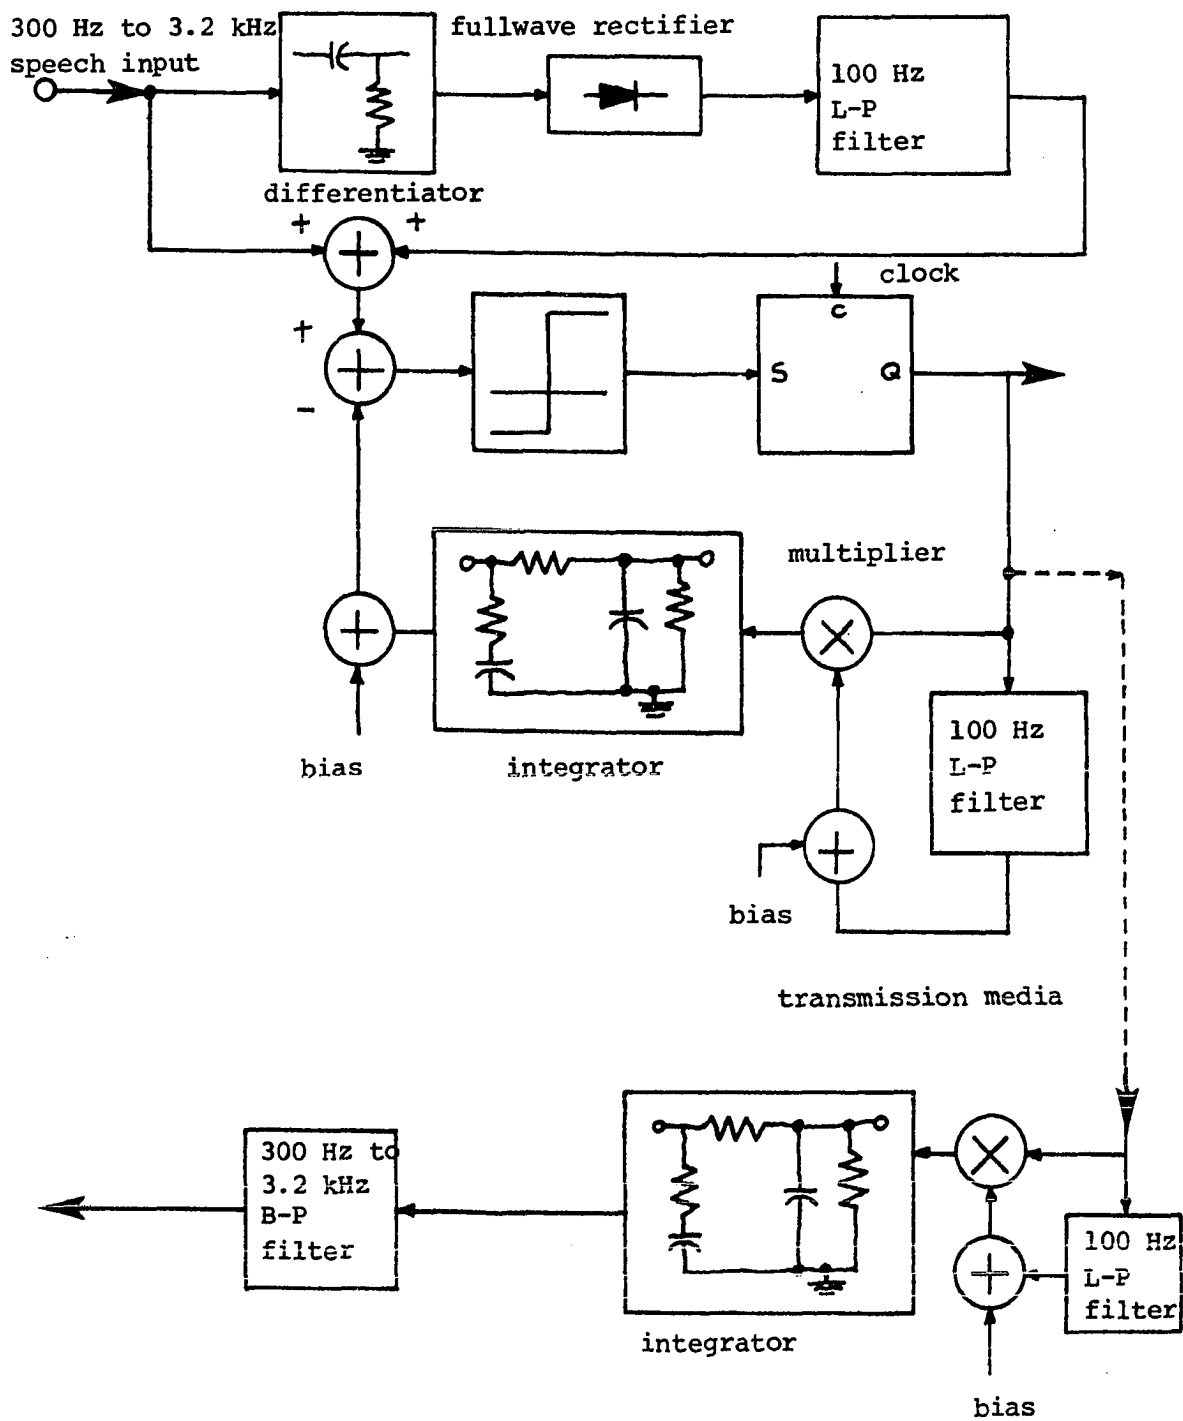 300 Hz to 3.2 kHz
speech input
fullwave rectifier
100 Hz
L-P
filter
differentiator
+ +
clock
c
+
S Q
-
multiplier
bias
integrator
100 Hz
L-P
filter
bias
transmission media
300 Hz to
3.2 kHz
B-P
filter
100 Hz
L-P
filter
integrator
bias